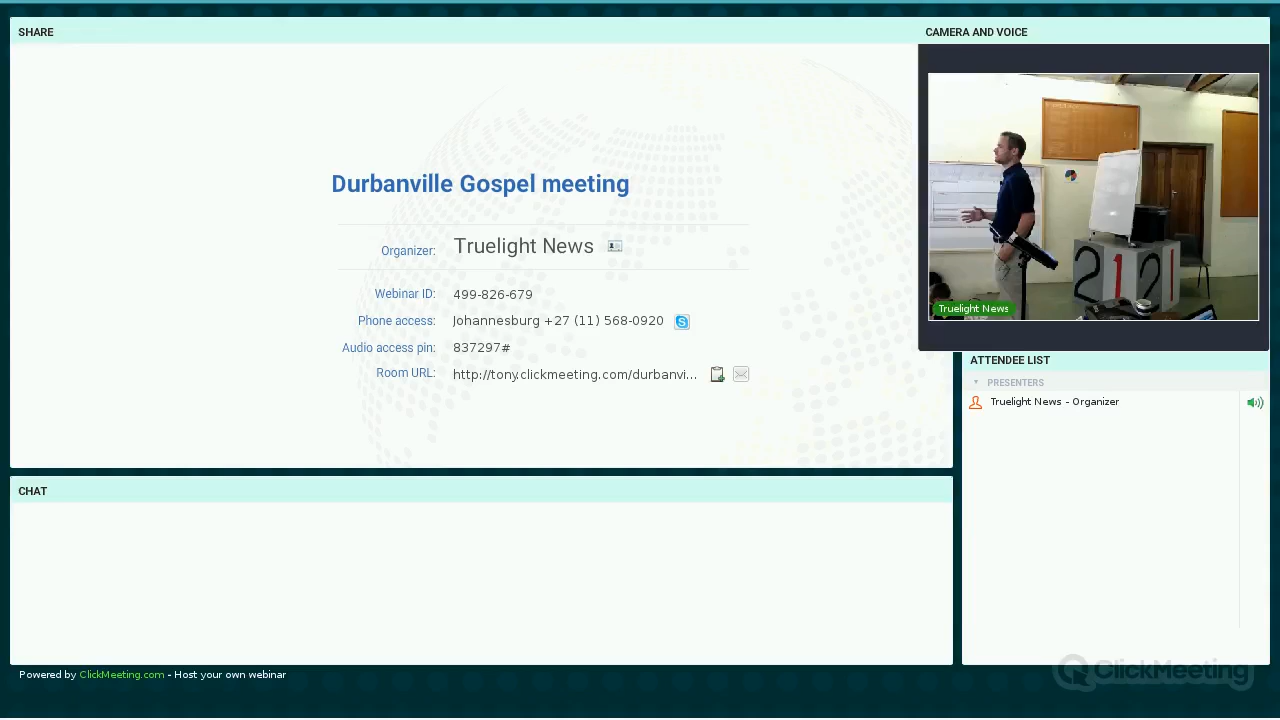 SHARE
CAMERA AND VOICE
Durbanville Gospel meeting
Organizer: Truelight News
Webinar ID: 499-826-679
Phone access: Johannesburg +27 (11) 568-0920
Audio access pin: 837297#
Room URL: http://tony.clickmeeting.com/durbanvi...
2121
Truelight News
ATTENDEE LIST
PRESENTERS
Truelight News - Organizer
CHAT
Powered by ClickMeeting.com - Host your own webinar
ClickMeeting